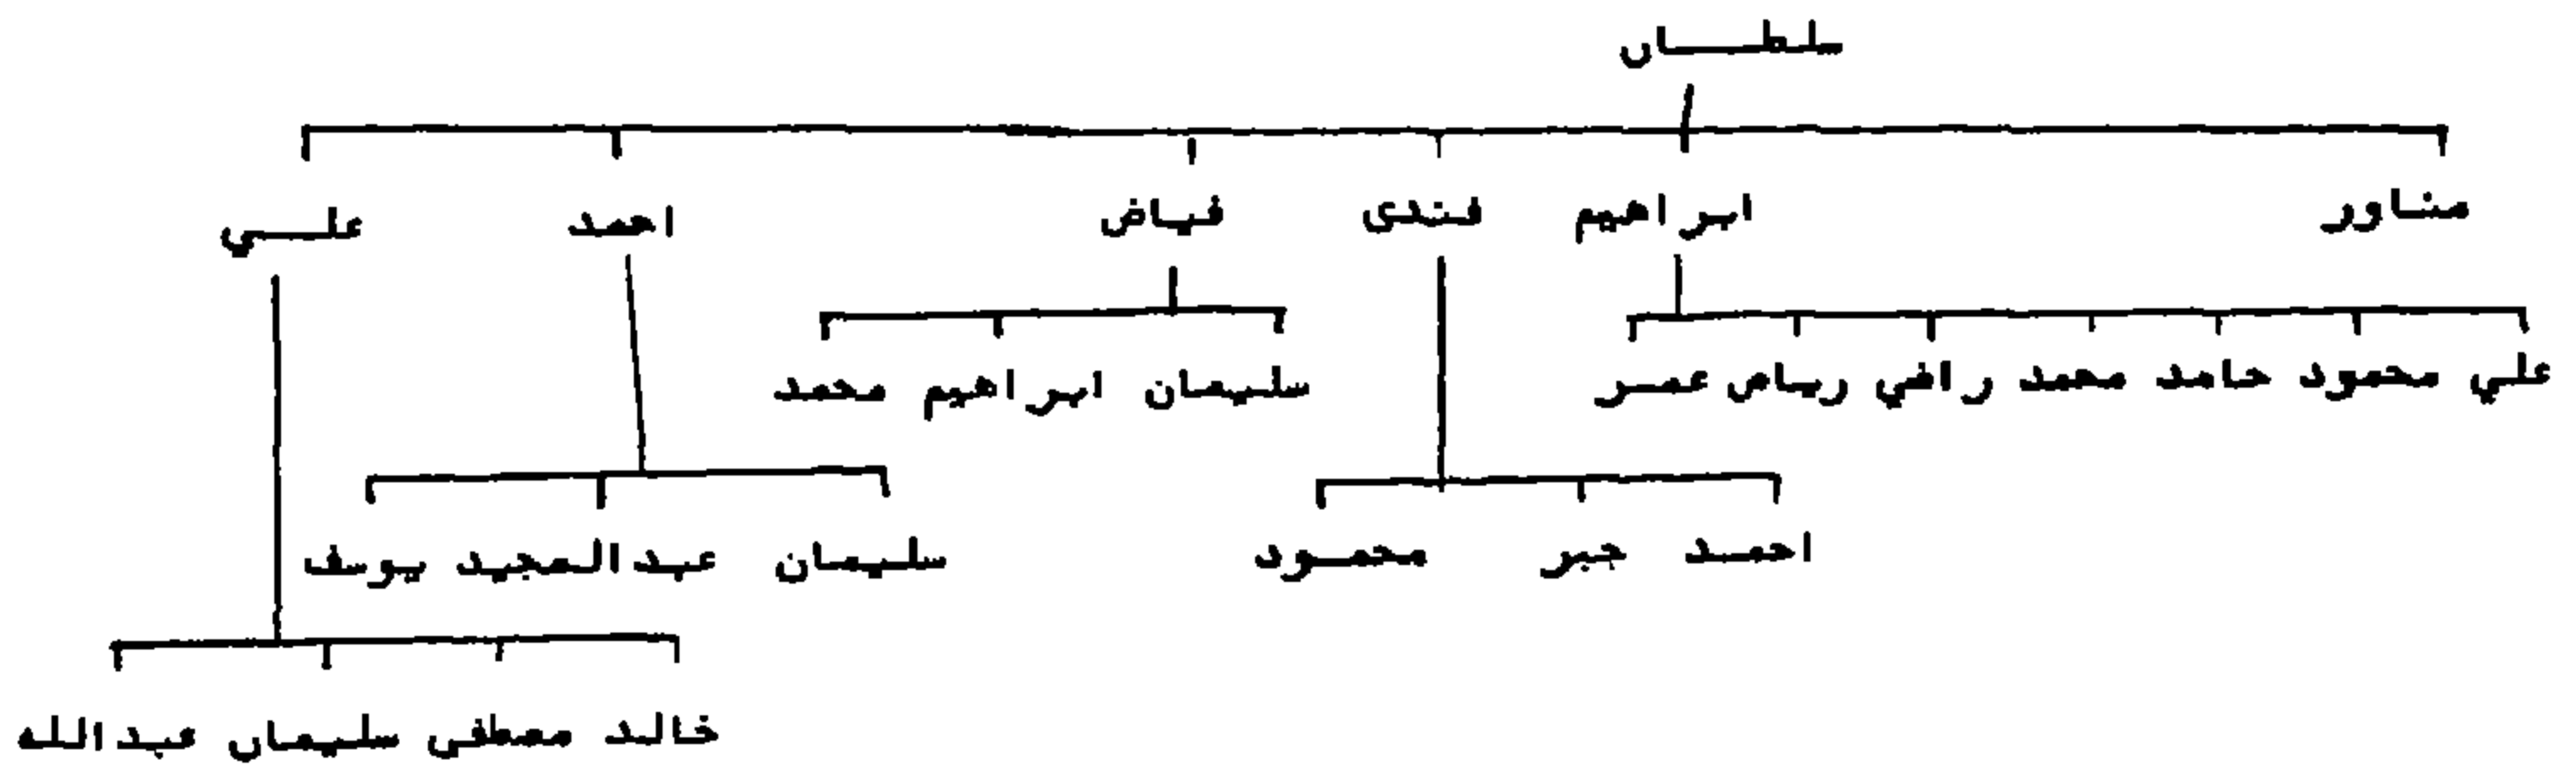 سلطان
مناور ابراهيم فندى فياض احمد علي
علي محمود حامد محمد راضي رياض عمر
سليمان ابراهيم محمد
احمد جبر محمود
سليمان عبدالمجيد يوسف
خالد مصطفى سليمان عبدالله